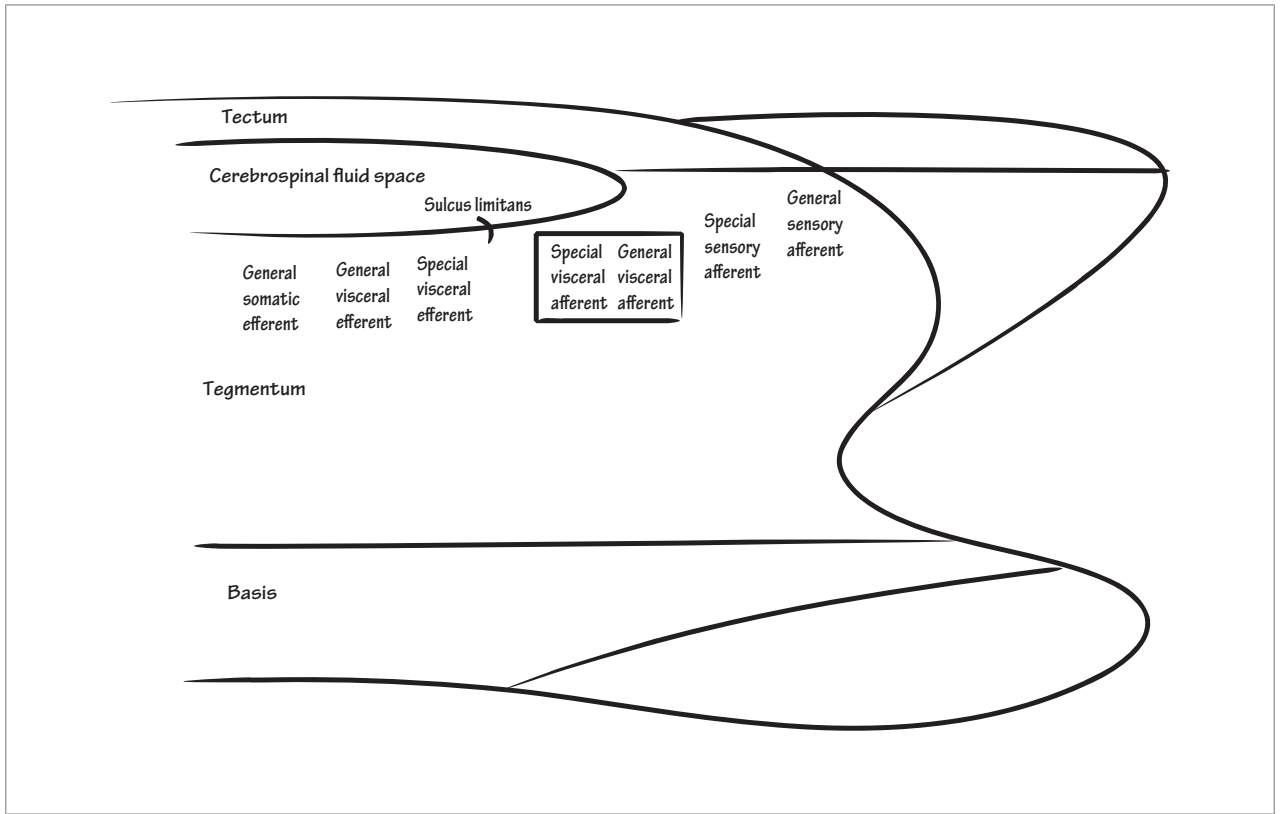 Tectum
Cerebrospinal fluid space
Sulcus limitans
General
somatic
efferent
General
visceral
efferent
Special
visceral
efferent
Special
visceral
afferent
General
visceral
afferent
Special
sensory
afferent
General
sensory
afferent
Tegmentum
Basis